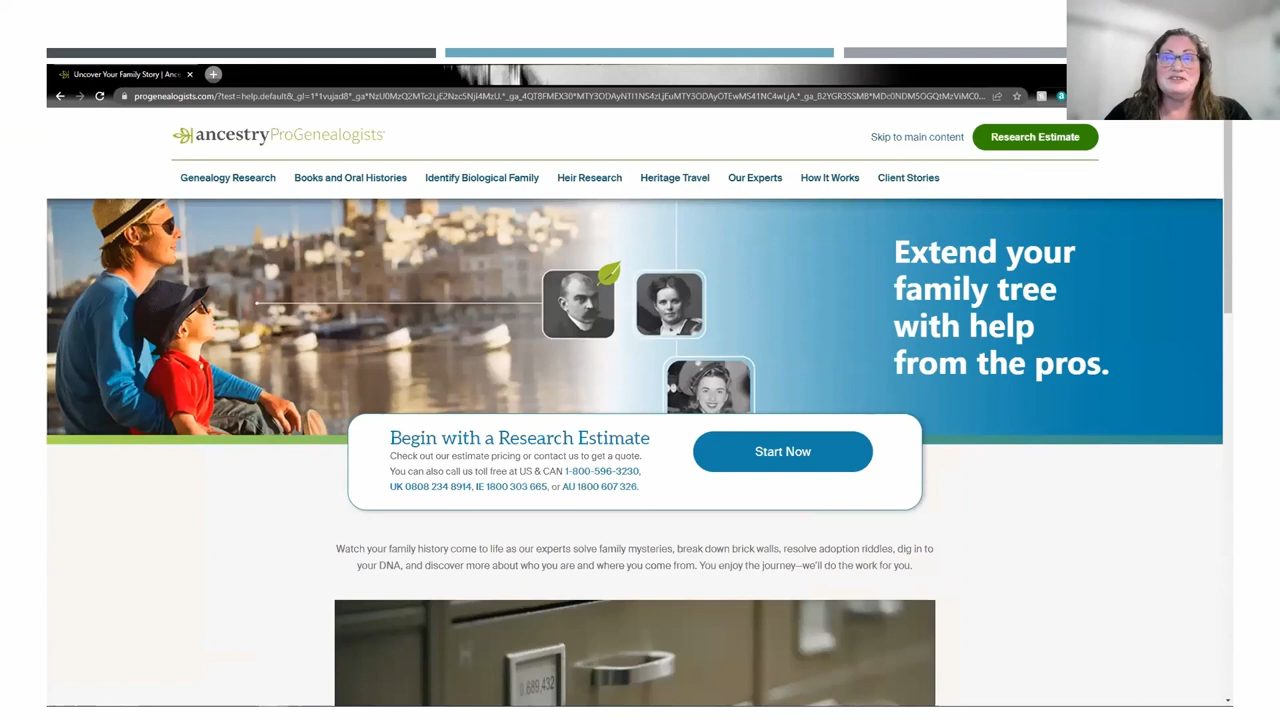 Uncover Your Family Story | Anc
ancestryProGenealogists
Skip to main content
Research Estimate
Genealogy Research
Books and Oral Histories
Identify Biological Family
Heir Research
Heritage Travel
Our Experts
How It Works
Client Stories
Extend your
family tree
with help
from the pros.
Begin with a Research Estimate
Check out our estimate pricing or contact us to get a quote.
You can also call us toll free at US & CAN 1-800-596-3230,
UK 0808 234 8914, IE 1800 303 665, or AU 1800 607 326.
Start Now
Watch your family history come to life as our experts solve family mysteries, break down brick walls, resolve adoption riddles, dig in to
your DNA, and discover more about who you are and where you come from. You enjoy the journey—we'll do the work for you.
689,432